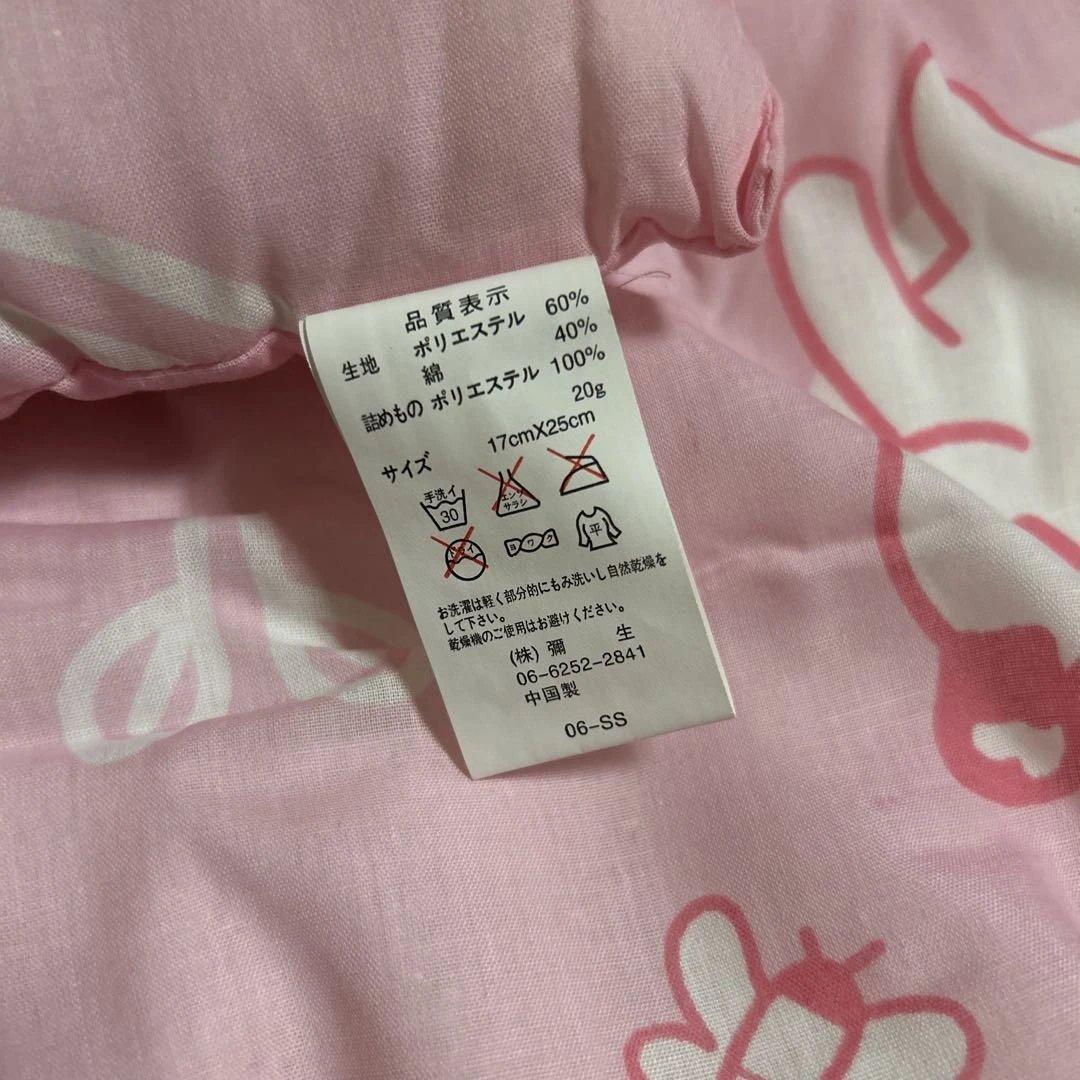 品質表示
生地 ポリエステル 60%
綿 40%
詰めもの ポリエステル 100%
20g
サイズ 17cmX25cm
手洗イ
30
エンソ
サラシ
ドライ
ヨワク
平
お洗濯は軽く部分的にもみ洗いし自然乾燥を
して下さい。
乾燥機のご使用はお避けください。
(株) 彌 生
06-6252-2841
中国製
06-SS